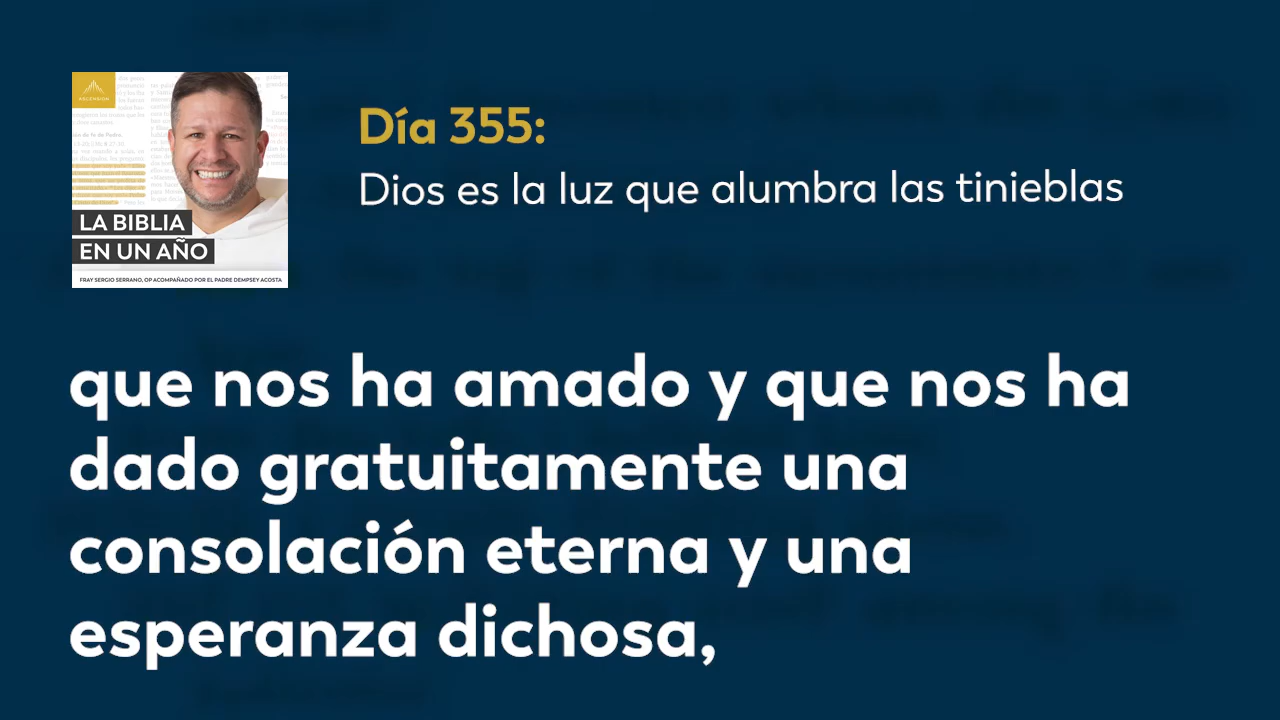 ASCENSION
LA BIBLIA
EN UN AÑO
FRAY SERGIO SERRANO, OP ACOMPAÑADO POR EL PADRE DEMPSEY ACOSTA
Día 355:
Dios es la luz que alumbra las tinieblas
que nos ha amado y que nos ha
dado gratuitamente una
consolación eterna y una
esperanza dichosa,